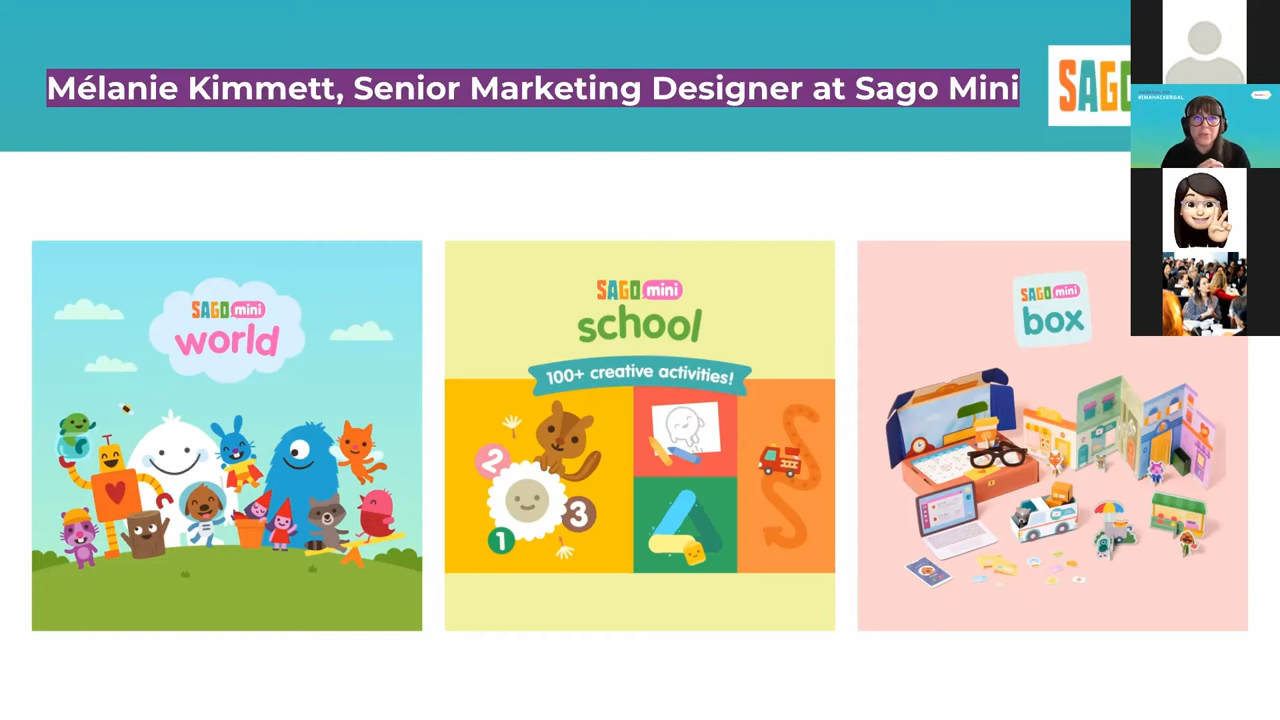 Mélanie Kimmett, Senior Marketing Designer at Sago Mini
SAGO
#IMAHACKERGAL
SAGO mini
world
SAGO mini
school
100+ creative activities!
2
3
1
SAGO mini
box